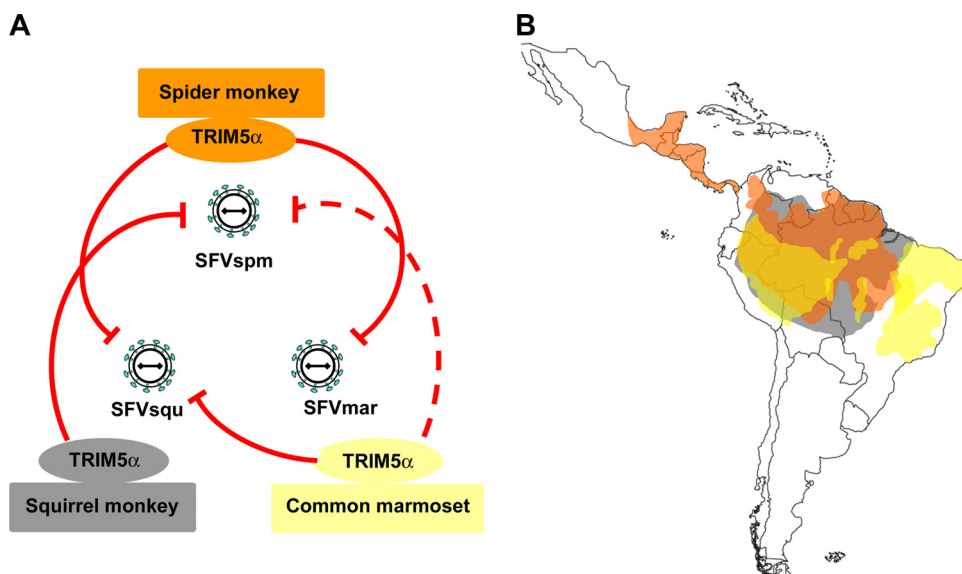 A
B
Spider monkey
TRIM5α
SFVspm
SFVsqu
SFVmar
TRIM5α
TRIM5α
Squirrel monkey
Common marmoset